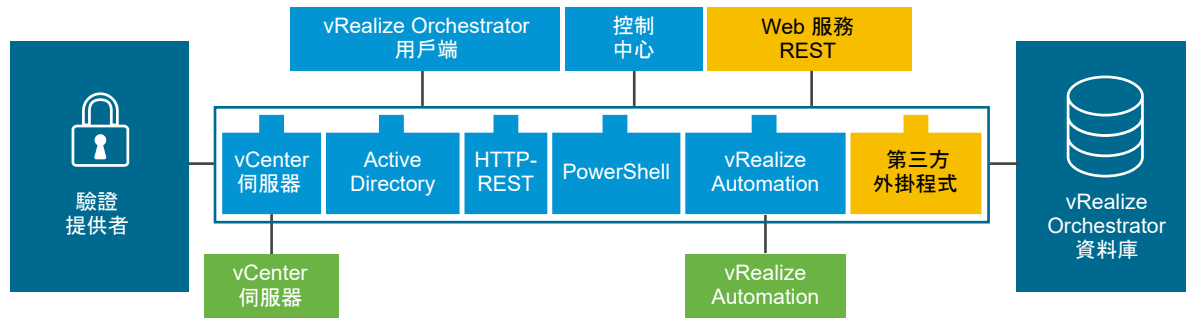 vRealize Orchestrator
用戶端
控制
中心
Web 服務
REST
驗證
提供者
vCenter
伺服器
Active
Directory
HTTP-
REST
PowerShell
vRealize
Automation
第三方
外掛程式
vRealize
Orchestrator
資料庫
vCenter
伺服器
vRealize
Automation